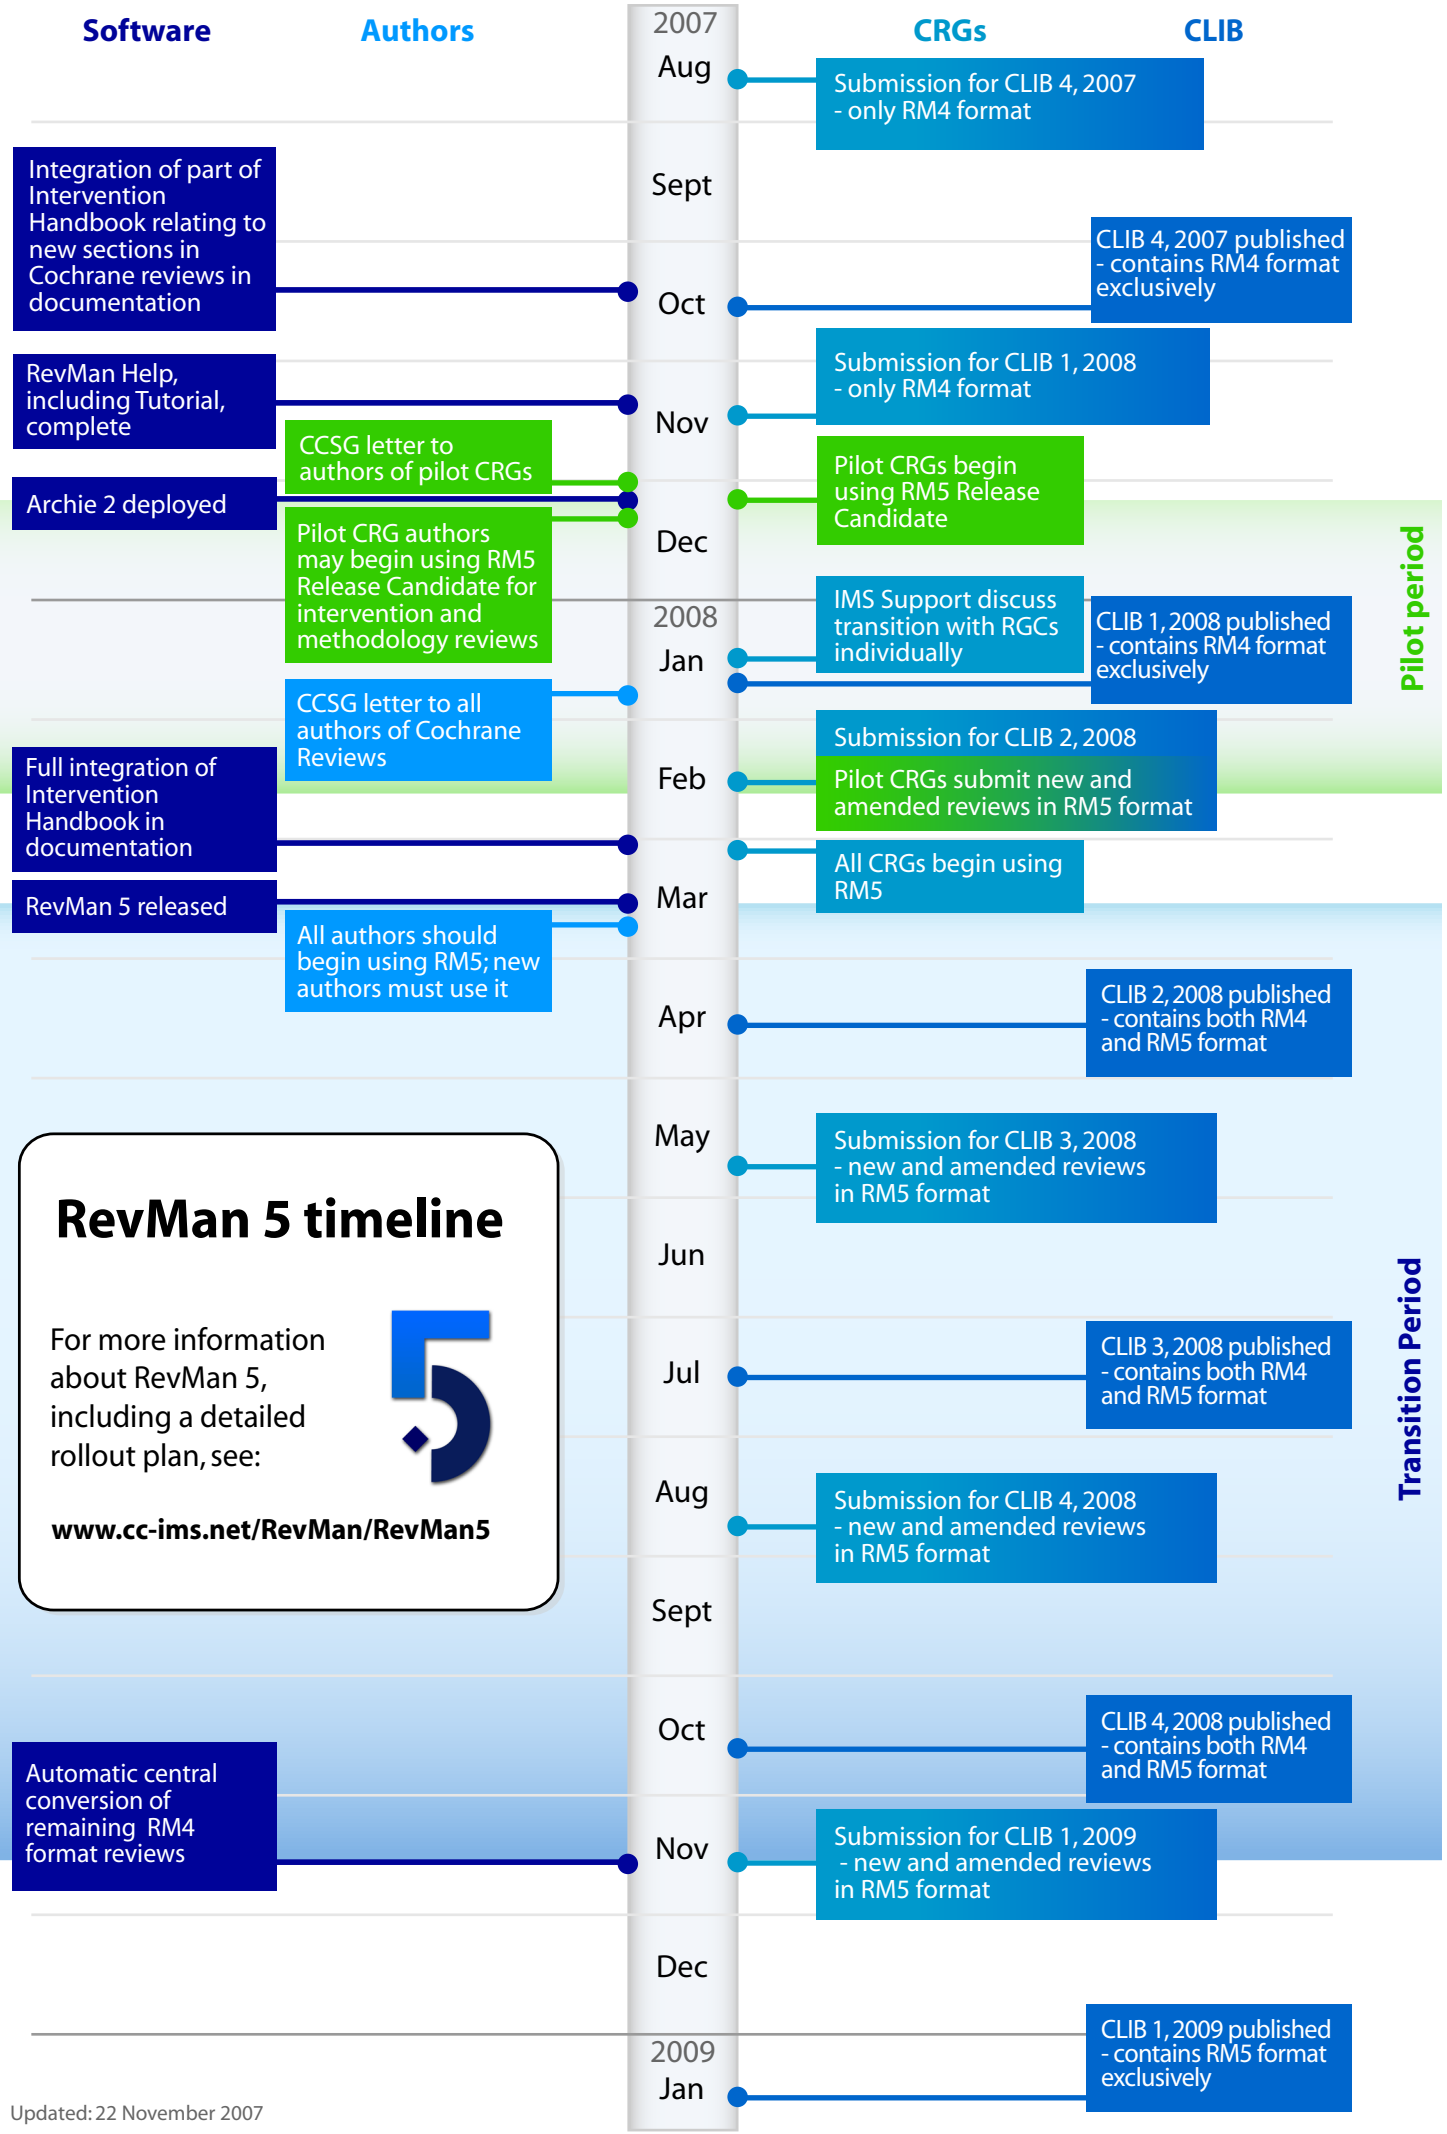 Software
Authors
2007
CRGs
CLIB
Aug
Submission for CLIB 4, 2007
- only RM4 format
Integration of part of
Intervention
Handbook relating to
new sections in
Cochrane reviews in
documentation
Sept
CLIB 4, 2007 published
- contains RM4 format
exclusively
Oct
RevMan Help,
including Tutorial,
complete
Submission for CLIB 1, 2008
- only RM4 format
Nov
CCSG letter to
authors of pilot CRGs
Pilot CRGs begin
using RM5 Release
Candidate
Archie 2 deployed
Pilot CRG authors
may begin using RM5
Release Candidate for
intervention and
methodology reviews
Dec
Pilot period
2008
Jan
IMS Support discuss
transition with RGCs
individually
CLIB 1, 2008 published
- contains RM4 format
exclusively
CCSG letter to all
authors of Cochrane
Reviews
Submission for CLIB 2, 2008
Pilot CRGs submit new and
amended reviews in RM5 format
Feb
Full integration of
Intervention
Handbook in
documentation
All CRGs begin using
RM5
RevMan 5 released
Mar
All authors should
begin using RM5; new
authors must use it
Apr
CLIB 2, 2008 published
- contains both RM4
and RM5 format
May
Submission for CLIB 3, 2008
- new and amended reviews
in RM5 format
RevMan 5 timeline
For more information
about RevMan 5,
including a detailed
rollout plan, see:
5
www.cc-ims.net/RevMan/RevMan5
Jun
Transition Period
Jul
CLIB 3, 2008 published
- contains both RM4
and RM5 format
Aug
Submission for CLIB 4, 2008
- new and amended reviews
in RM5 format
Sept
Oct
CLIB 4, 2008 published
- contains both RM4
and RM5 format
Automatic central
conversion of
remaining RM4
format reviews
Nov
Submission for CLIB 1, 2009
- new and amended reviews
in RM5 format
Dec
2009
Jan
CLIB 1, 2009 published
- contains RM5 format
exclusively
Updated: 22 November 2007